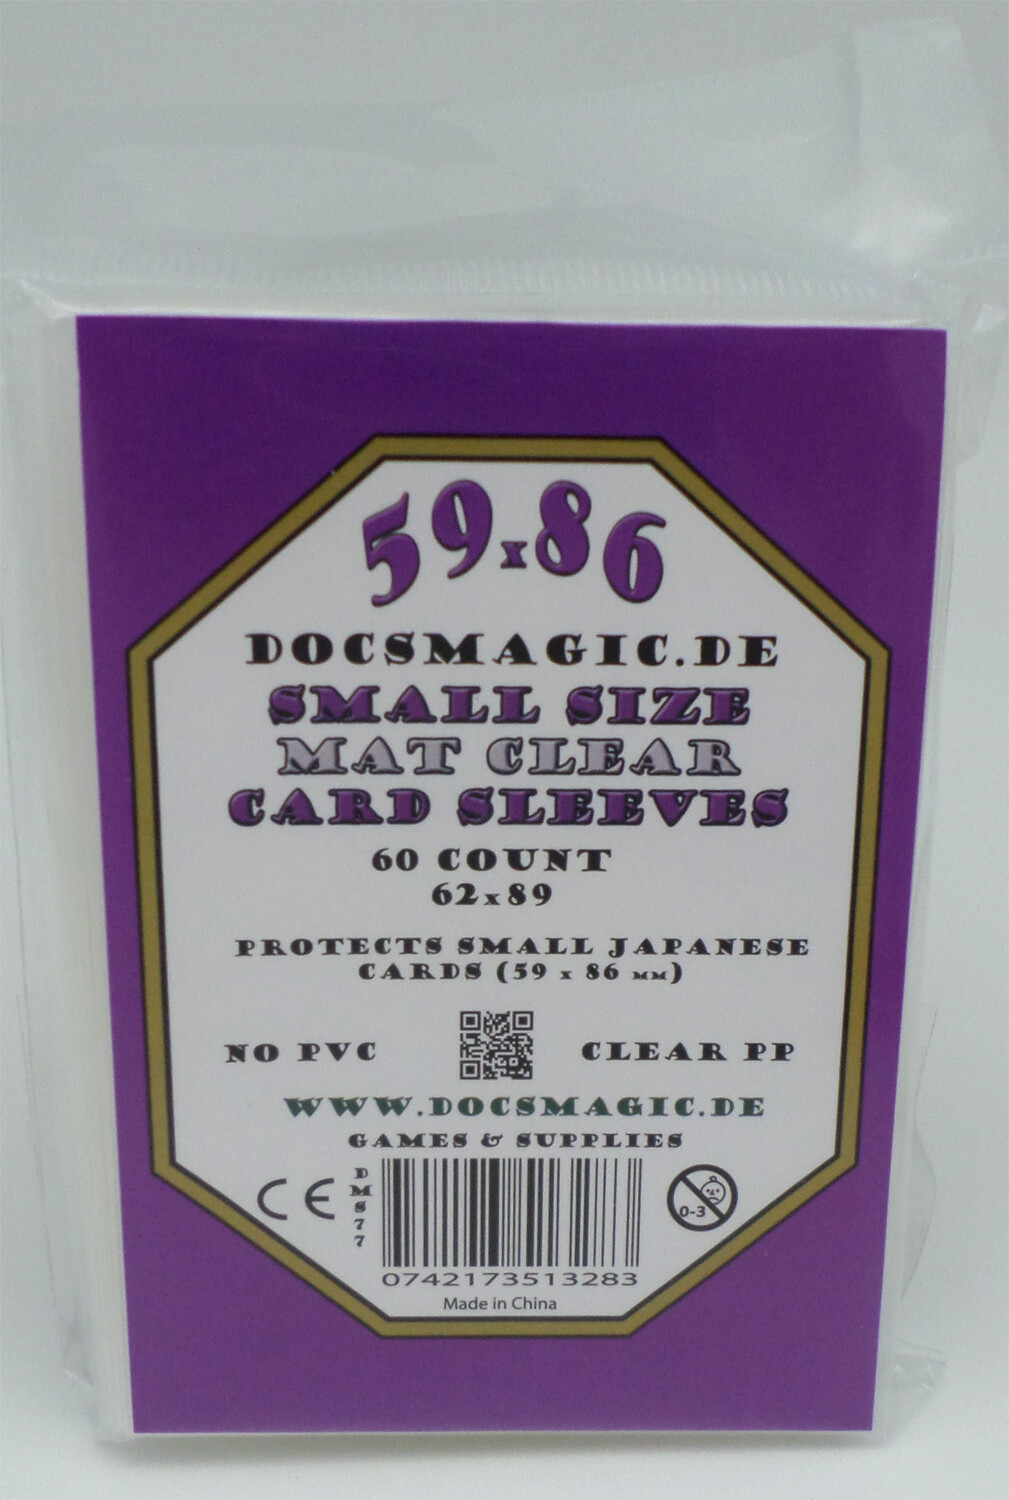 59x86
DOCSMAGIC.DE
SMALL SIZE
MAT CLEAR
CARD SLEEVES
60 COUNT
62x89
PROTECTS SMALL JAPANESE
CARDS (59 x 86 MM)
NO PVC
CLEAR PP
WWW.DOCSMAGIC.DE
GAMES & SUPPLIES
CE
DMS77
0-3
0742173513283
Made in China